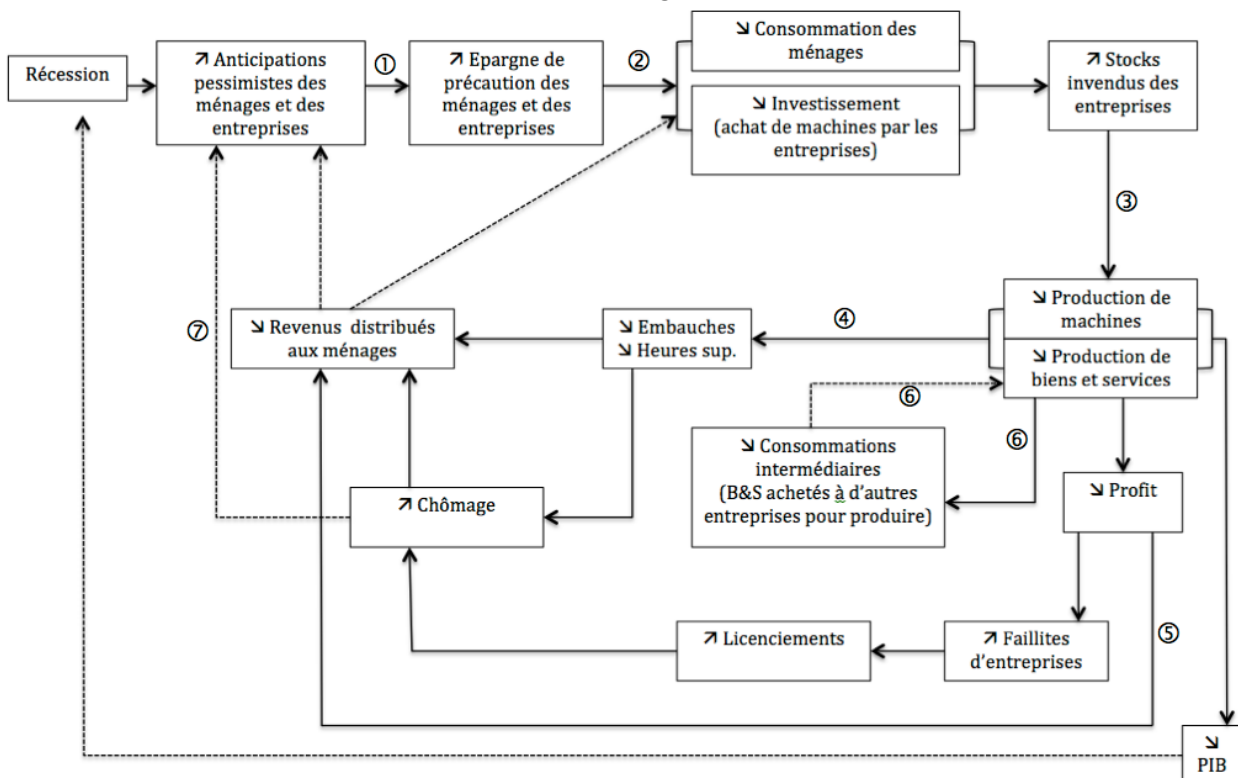 Récession
↗ Anticipations
pessimistes des
ménages et des
entreprises
①
↗ Epargne de
précaution des
ménages et des
entreprises
②
↘ Consommation des
ménages
↘ Investissement
(achat de machines par les
entreprises)
↗ Stocks
invendus des
entreprises
③
↘ Production de
machines
↘ Production de
biens et services
④
↘ Embauches
↘ Heures sup.
↘ Revenus distribués
aux ménages
⑦
⑥
⑥
↘ Consommations
intermédiaires
(B&S achetés à d'autres
entreprises pour produire)
↘ Profit
↗ Chômage
↗ Licenciements
↗ Faillites
d'entreprises
⑤
↘
PIB